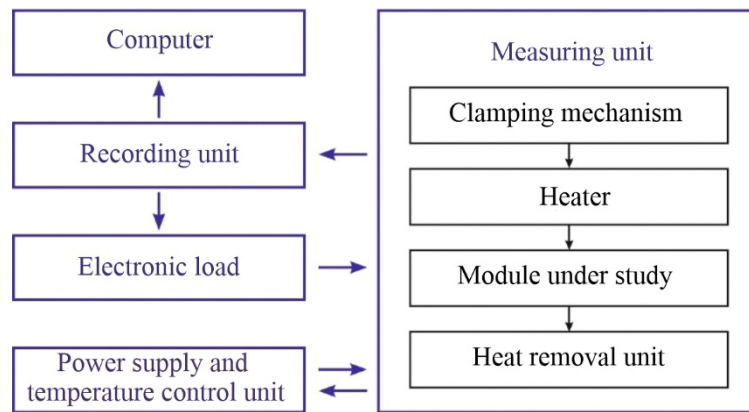 Computer
Recording unit
Electronic load
Power supply and
temperature control unit
Measuring unit
Clamping mechanism
Heater
Module under study
Heat removal unit